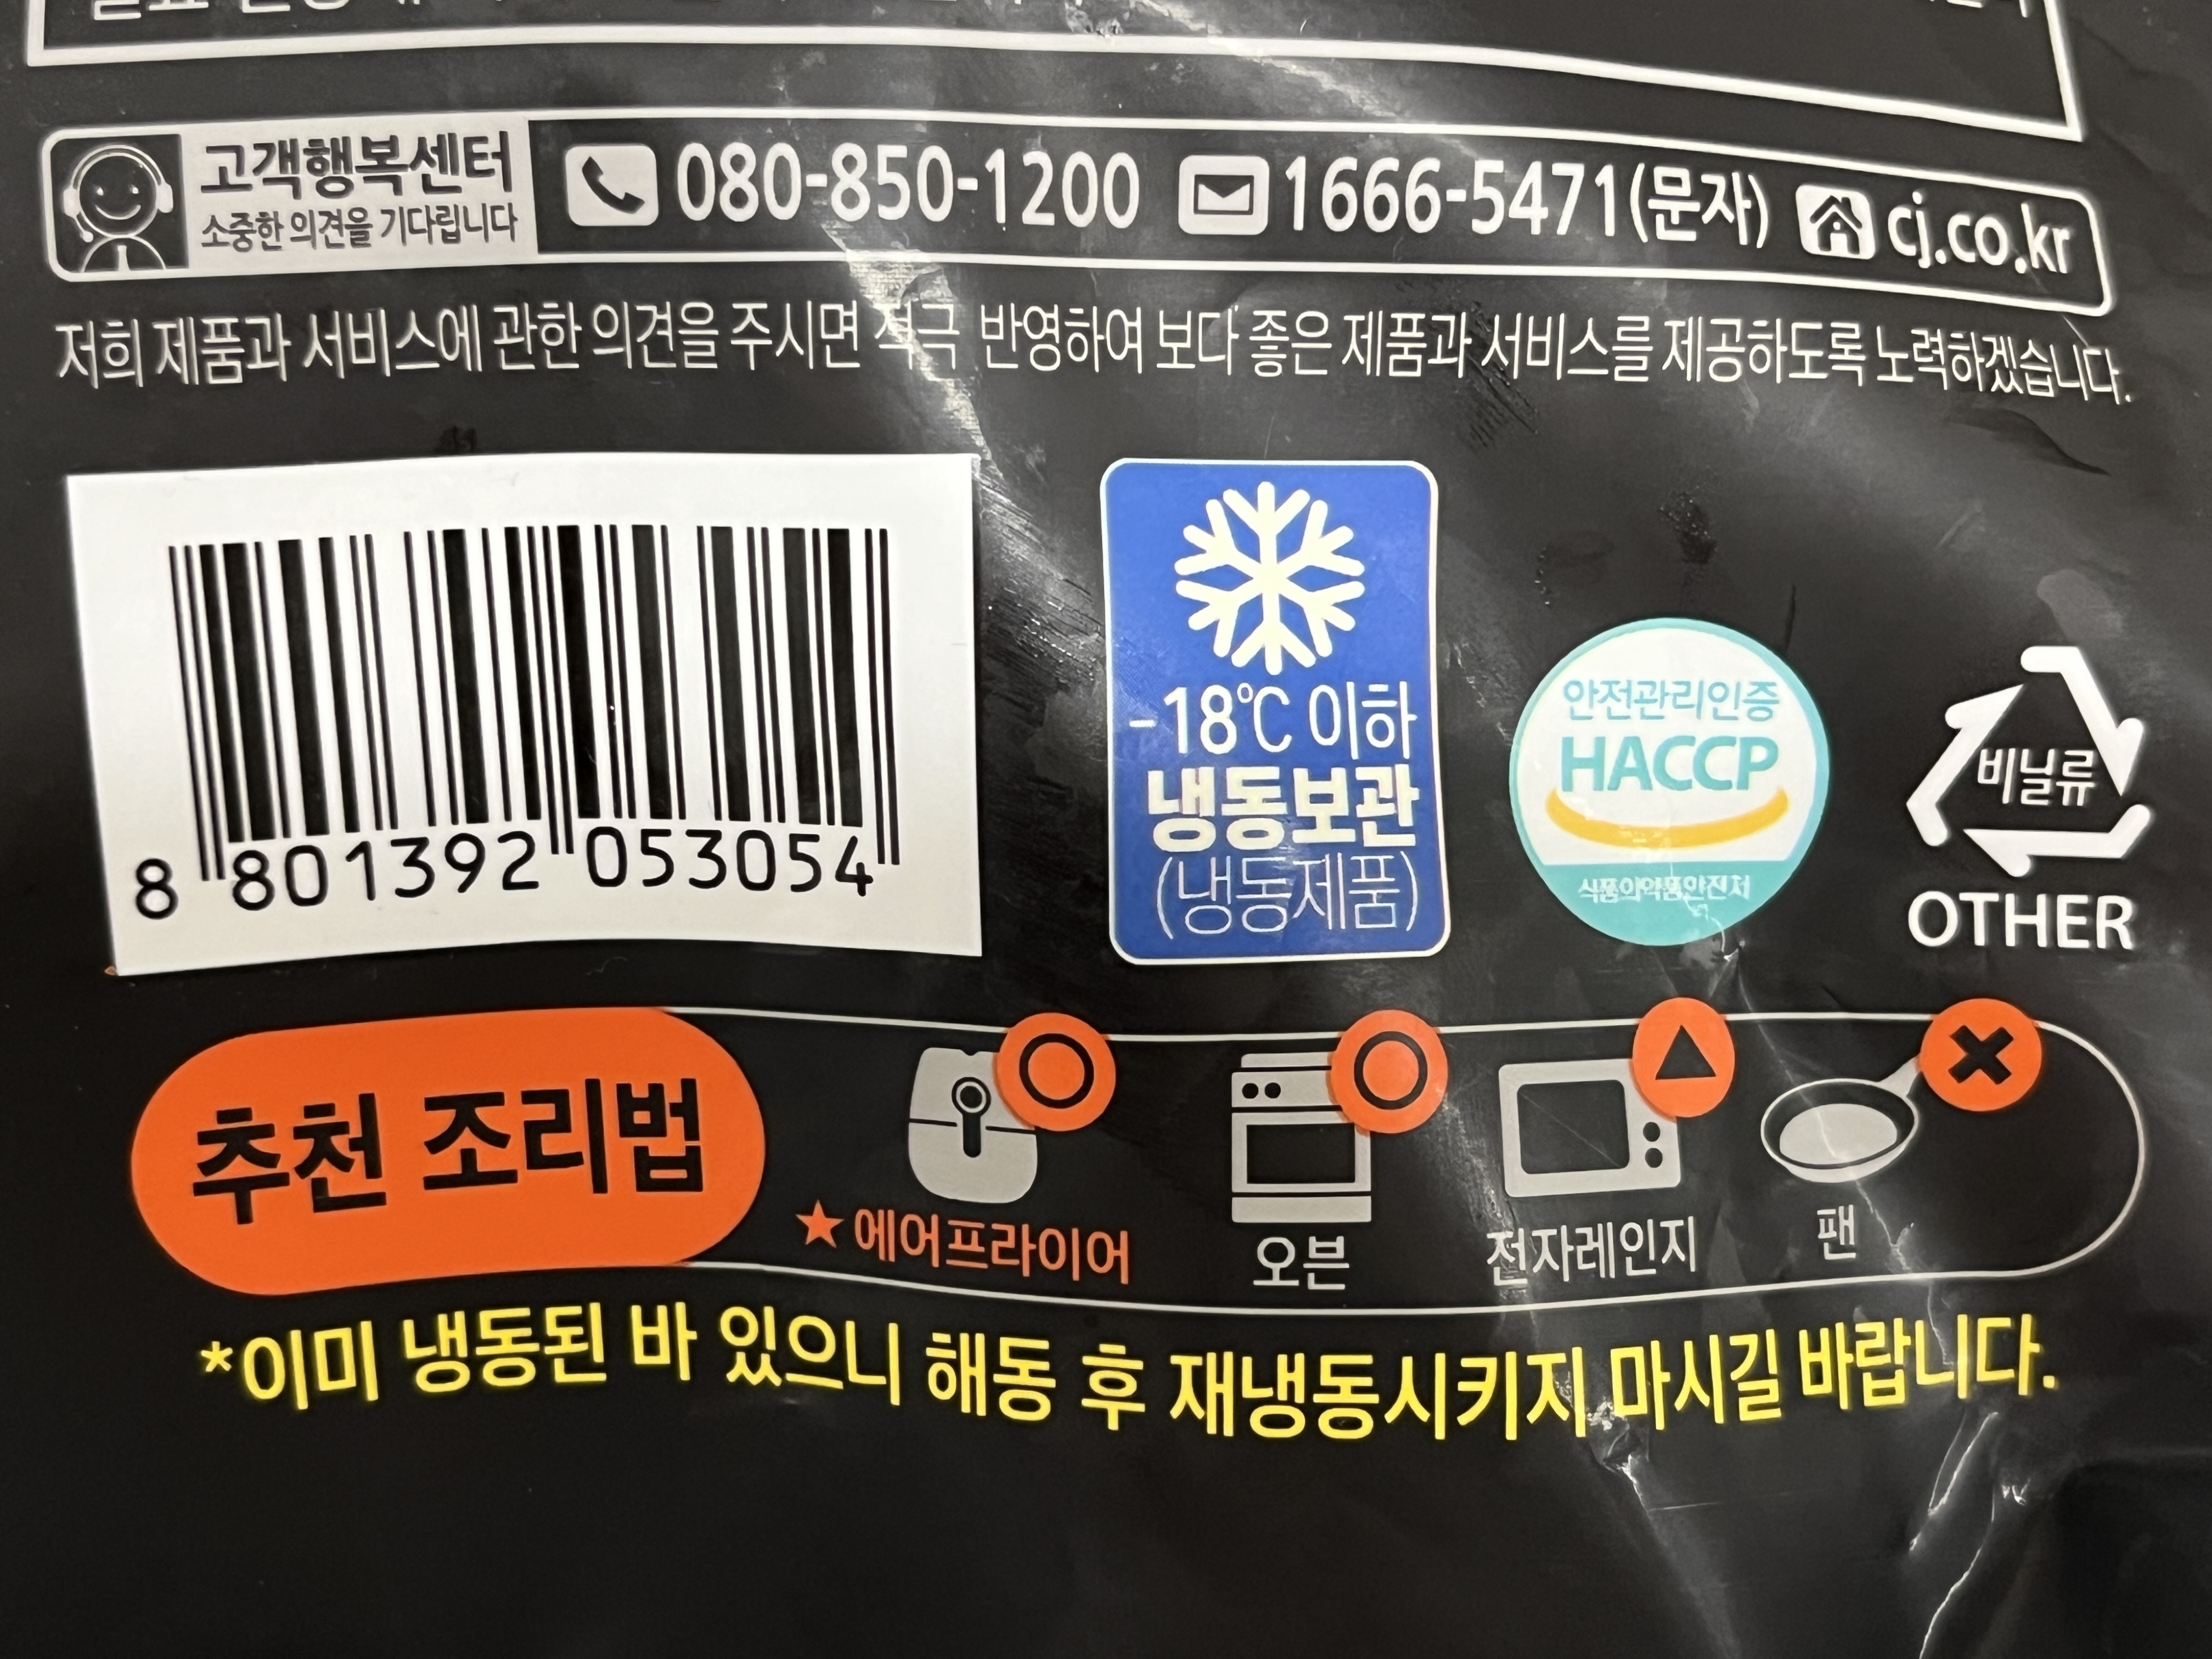 고객행복센터
소중한 의견을 기다립니다
080-850-1200 1666-5471(문자) cj.co.kr
저희 제품과 서비스에 관한 의견을 주시면 적극 반영하여 보다 좋은 제품과 서비스를 제공하도록 노력하겠습니다.
-18℃ 이하
냉동보관
(냉동제품)
안전관리인증
HACCP
식품의약품안전처
비닐류
OTHER
8 801392 053054
추천 조리법
★에어프라이어 오븐 전자레인지 팬
*이미 냉동된 바 있으니 해동 후 재냉동시키지 마시길 바랍니다.